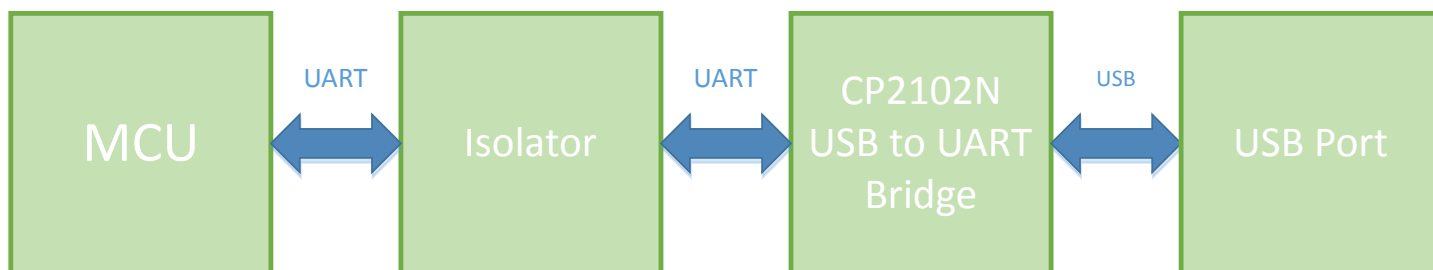 UART
UART
USB
MCU
Isolator
CP2102N
USB to UART
Bridge
USB Port